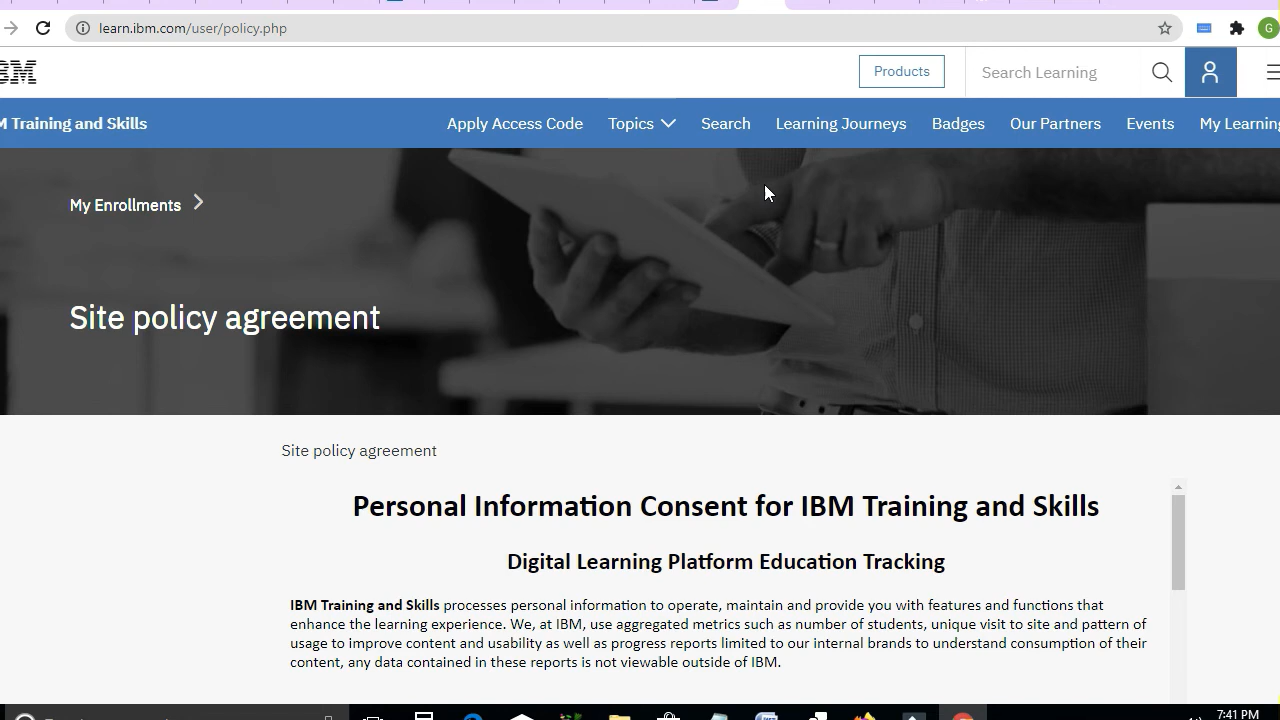 learn.ibm.com/user/policy.php
G
IBM
Products
Search Learning
M Training and Skills
Apply Access Code
Topics
Search
Learning Journeys
Badges
Our Partners
Events
My Learning
My Enrollments
Site policy agreement
Site policy agreement
Personal Information Consent for IBM Training and Skills
Digital Learning Platform Education Tracking
IBM Training and Skills processes personal information to operate, maintain and provide you with features and functions that
enhance the learning experience. We, at IBM, use aggregated metrics such as number of students, unique visit to site and pattern of
usage to improve content and usability as well as progress reports limited to our internal brands to understand consumption of their
content, any data contained in these reports is not viewable outside of IBM.
7:41 PM